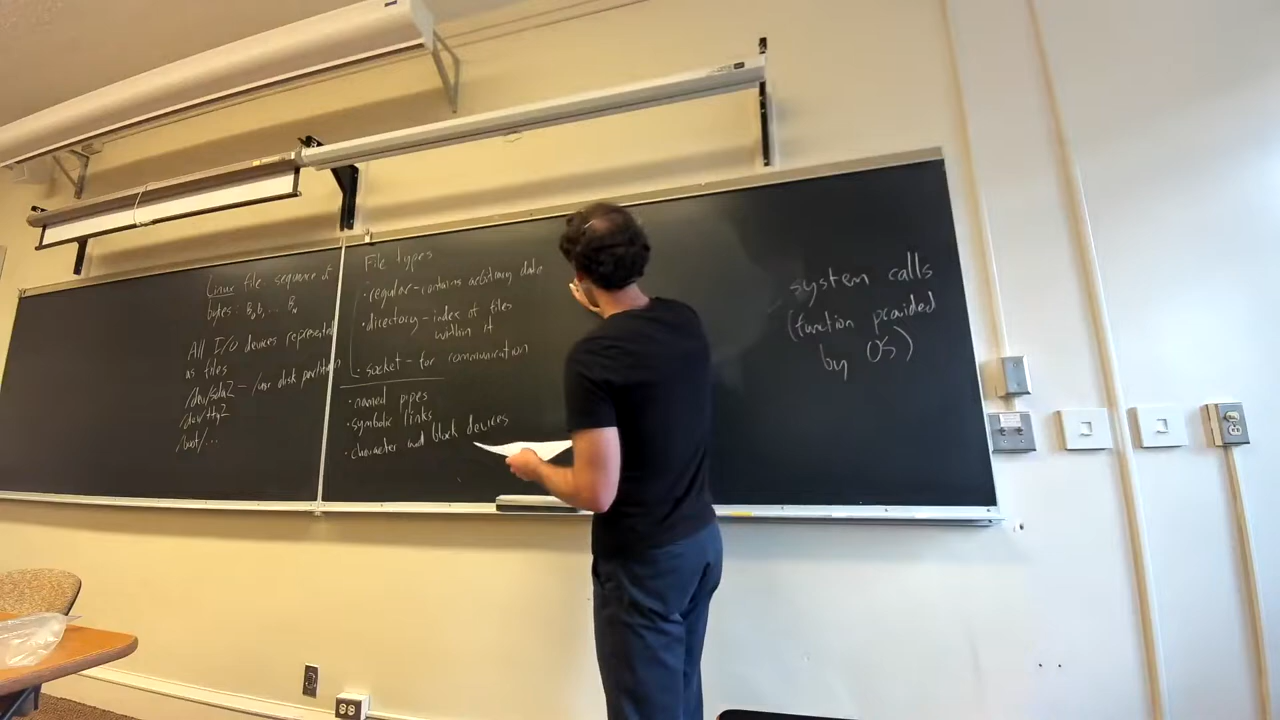 Linux file sequence of
bytes: B₀ b, ... Bₙ
All I/O devices represented
as files
/dev/sda2 - /usr disk partition
/dev/tty2
/boot/...
File types
• regular - contains arbitrary data
• directory - index of files
within it
• socket - for communication
• named pipes
• symbolic links
• character and block devices
system calls
(function provided
by OS)